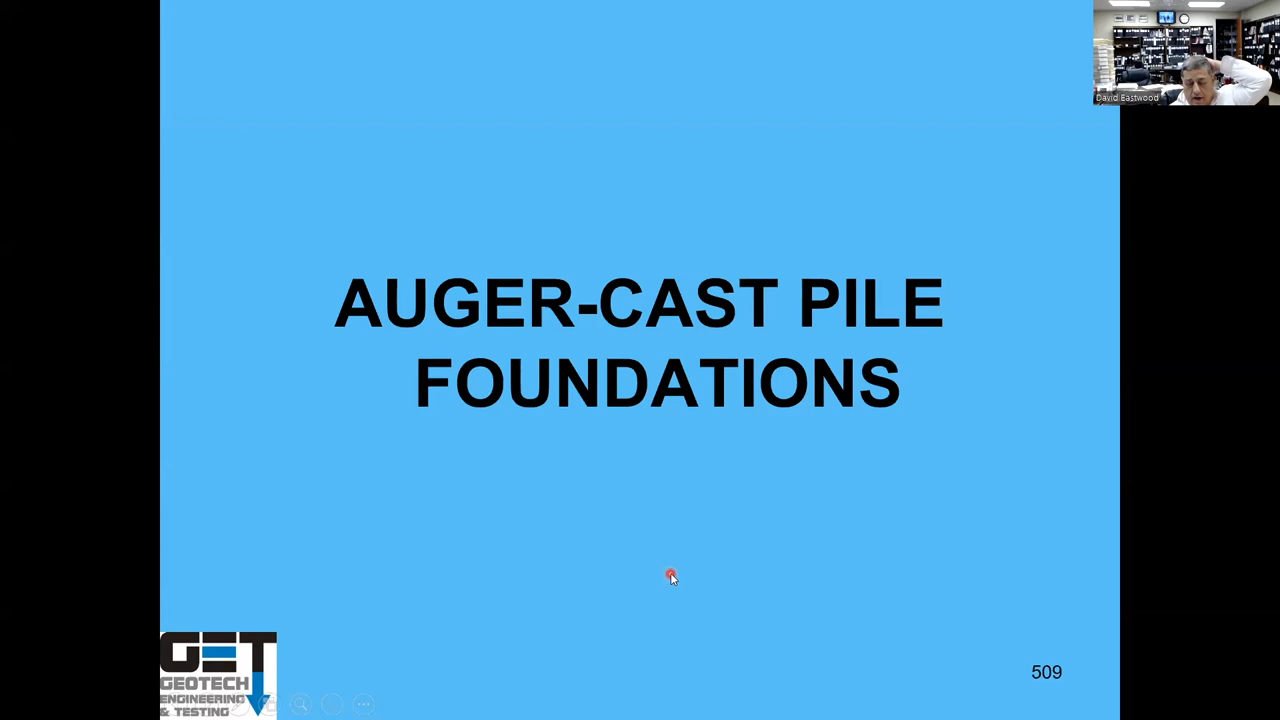 David Eastwood
AUGER-CAST PILE
FOUNDATIONS
509
GET
GEOTECH
ENGINEERING
& TESTING